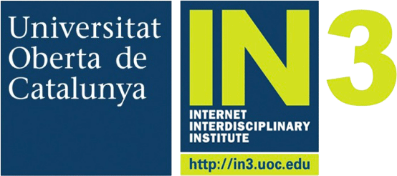 Universitat
Oberta de
Catalunya
IN3
INTERNET
INTERDISCIPLINARY
INSTITUTE
http://in3.uoc.edu